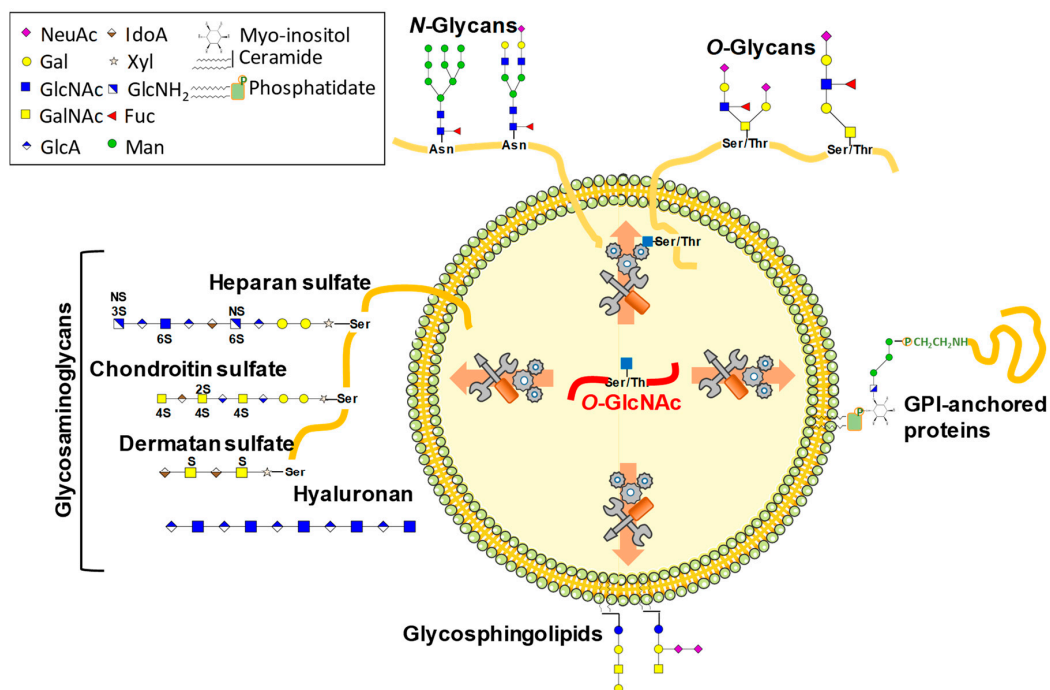 NeuAc
IdoA
Myo-inositol
Gal
Xyl
Ceramide
GlcNAc
GlcNH2
P
Phosphatidate
GalNAc
Fuc
GlcA
Man
N-Glycans
O-Glycans
Asn
Asn
Ser/Thr
Ser/Thr
Ser/Thr
Glycosaminoglycans
Heparan sulfate
NS
3S
NS
6S
6S
Ser
Chondroitin sulfate
2S
4S
4S
4S
Ser
Dermatan sulfate
S
S
Ser
Hyaluronan
Ser/Thr
O-GlcNAc
P CH2CH2NH
P
GPI-anchored
proteins
Glycosphingolipids